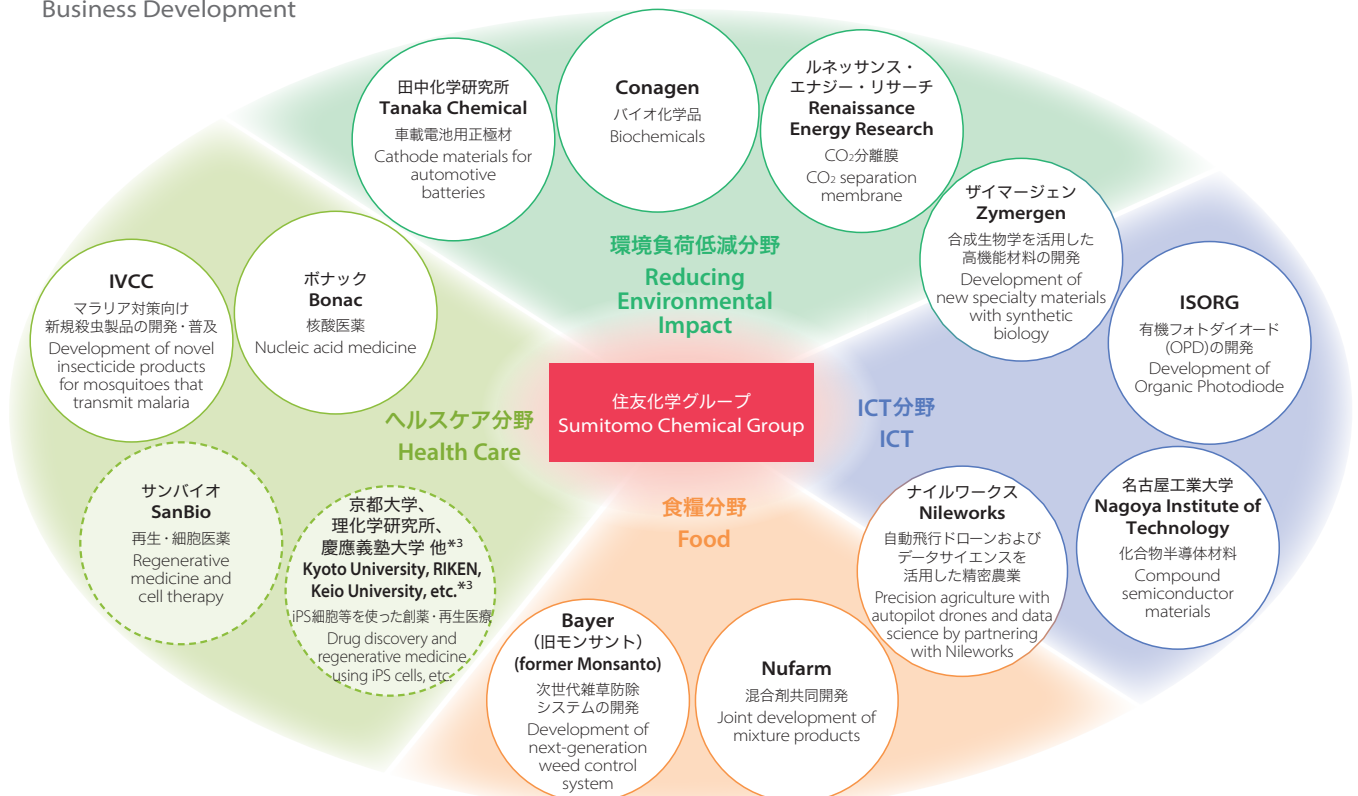 Business Development
田中化学研究所
Tanaka Chemical
車載電池用正極材
Cathode materials for
automotive
batteries
Conagen
バイオ化学品
Biochemicals
ルネッサンス・
エナジー・リサーチ
Renaissance
Energy Research
CO₂分離膜
CO₂ separation
membrane
ザイマージェン
Zymergen
合成生物学を活用した
高機能材料の開発
Development of
new specialty materials
with synthetic
biology
環境負荷低減分野
Reducing
Environmental
Impact
IVCC
マラリア対策向け
新規殺虫製品の開発・普及
Development of novel
insecticide products
for mosquitoes that
transmit malaria
ボナック
Bonac
核酸医薬
Nucleic acid medicine
ISORG
有機フォトダイオード
(OPD)の開発
Development of
Organic Photodiode
住友化学グループ
Sumitomo Chemical Group
ヘルスケア分野
Health Care
ICT分野
ICT
サンバイオ
SanBio
再生・細胞医薬
Regenerative
medicine and
cell therapy
京都大学、
理化学研究所、
慶應義塾大学 他*3
Kyoto University, RIKEN,
Keio University, etc.*3
iPS細胞等を使った創薬・再生医療
Drug discovery and
regenerative medicine
using iPS cells, etc.
食糧分野
Food
ナイルワークス
Nileworks
自動飛行ドローンおよび
データサイエンスを
活用した精密農業
Precision agriculture with
autopilot drones and data
science by partnering
with Nileworks
名古屋工業大学
Nagoya Institute of
Technology
化合物半導体材料
Compound
semiconductor
materials
Bayer
（旧モンサント）
(former Monsanto)
次世代雑草防除
システムの開発
Development of
next-generation
weed control
system
Nufarm
混合剤共同開発
Joint development of
mixture products